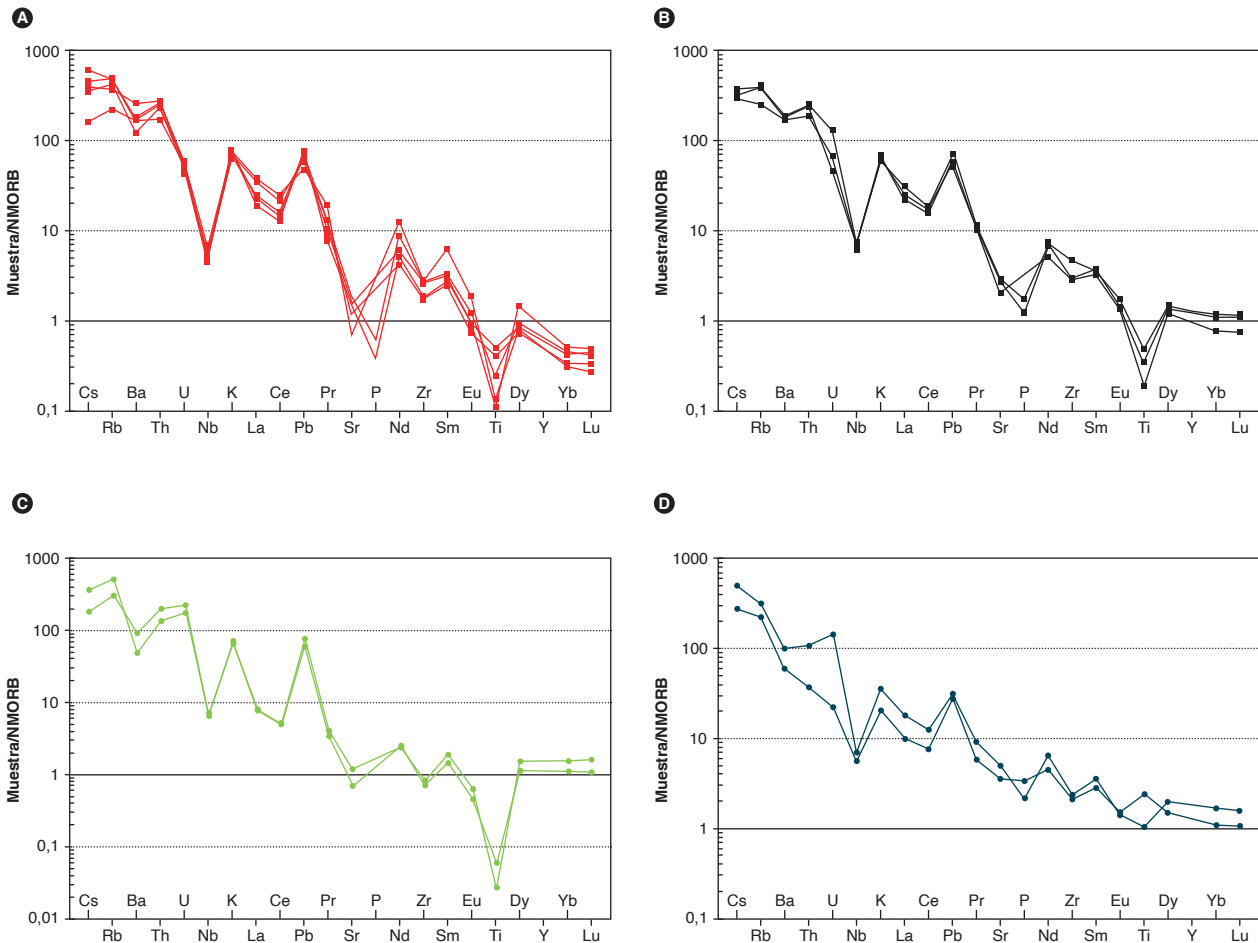 A
1000
100
10
1
0,1
Muestra/NMORB
Cs Ba U K Ce Pr P Zr Eu Dy Yb
Rb Th Nb La Pb Sr Nd Sm Ti Y Lu
B
1000
100
10
1
0,1
Muestra/NMORB
Cs Ba U K Ce Pr P Zr Eu Dy Yb
Rb Th Nb La Pb Sr Nd Sm Ti Y Lu
C
1000
100
10
1
0,1
0,01
Muestra/NMORB
Cs Ba U K Ce Pr P Zr Eu Dy Yb
Rb Th Nb La Pb Sr Nd Sm Ti Y Lu
D
1000
100
10
1
0,1
Muestra/NMORB
Cs Ba U K Ce Pr P Zr Eu Dy Yb
Rb Th Nb La Pb Sr Nd Sm Ti Y Lu